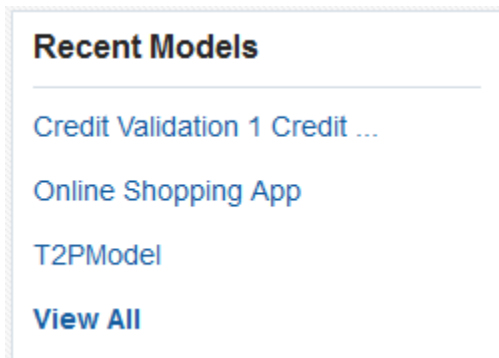 Recent Models
Credit Validation 1 Credit ...
Online Shopping App
T2PModel
View All